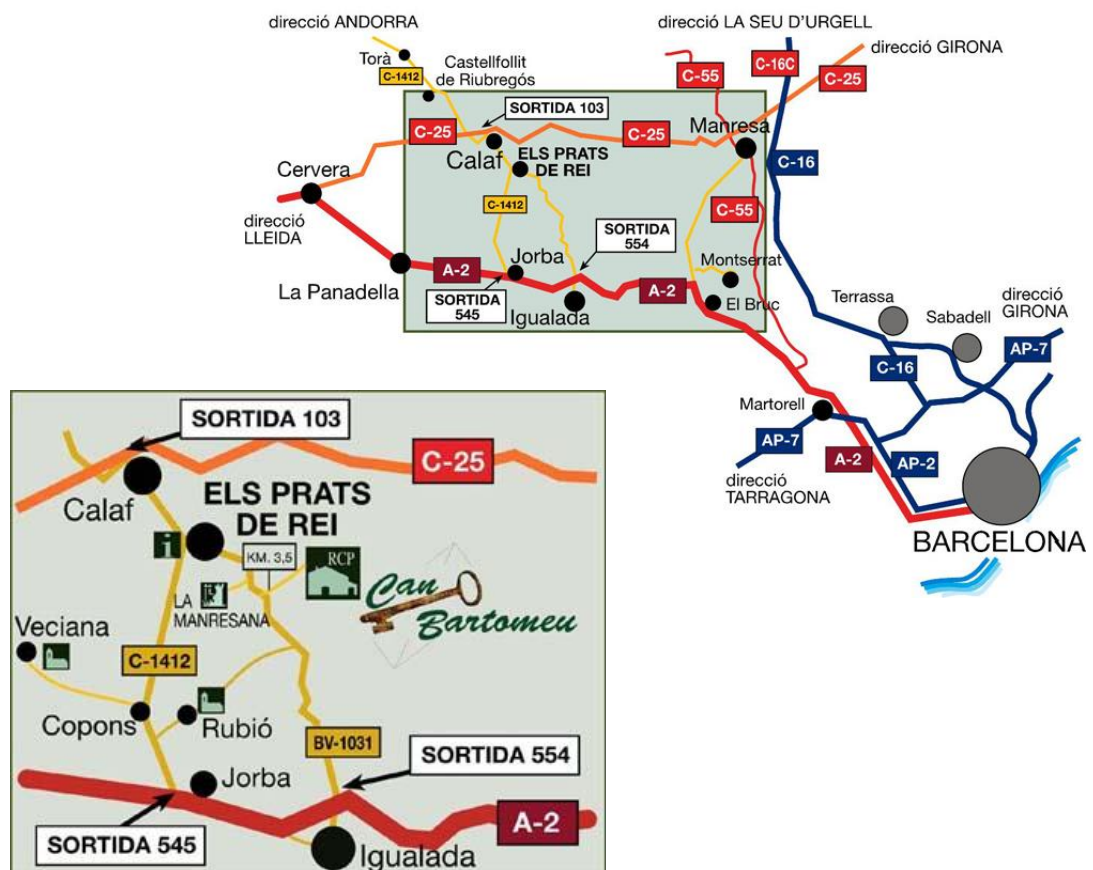 direcció ANDORRA
direcció LA SEU D'URGELL
direcció GIRONA
Torà
C-1412
Castellfollit
de Riubregós
C-55
C-16C
C-25
SORTIDA 103
C-25
C-25
Manresa
Calaf
ELS PRATS
DE REI
C-16
Cervera
C-1412
C-55
direcció
LLEIDA
SORTIDA
554
Jorba
Montserrat
A-2
A-2
La Panadella
SORTIDA
545
Igualada
El Bruc
Terrassa
Sabadell
direcció
GIRONA
AP-7
C-16
Martorell
AP-7
A-2
AP-2
direcció
TARRAGONA
BARCELONA
SORTIDA 103
C-25
Calaf
ELS PRATS
DE REI
i
KM. 3,5
RCP
LA
MANRESANA
Can
Bartomeu
Veciana
C-1412
Copons
Rubió
BV-1031
SORTIDA 554
Jorba
A-2
SORTIDA 545
Igualada